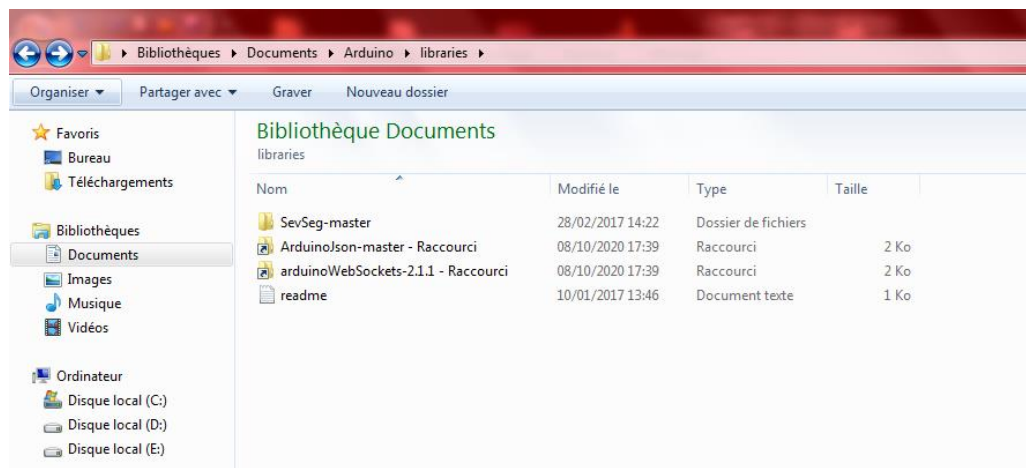 Bibliothèques Documents Arduino libraries
Organiser Partager avec Graver Nouveau dossier
Favoris
Bureau
Téléchargements
Bibliothèques
Documents
Images
Musique
Vidéos
Ordinateur
Disque local (C:)
Disque local (D:)
Disque local (E:)
Bibliothèque Documents
libraries
Nom Modifié le Type Taille
SevSeg-master 28/02/2017 14:22 Dossier de fichiers
ArduinoJson-master - Raccourci 08/10/2020 17:39 Raccourci 2 Ko
arduinoWebSockets-2.1.1 - Raccourci 08/10/2020 17:39 Raccourci 2 Ko
readme 10/01/2017 13:46 Document texte 1 Ko